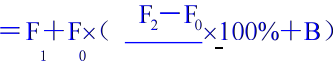 =F₁+F₀×( (F₂−F₀)/‾×100%+B)